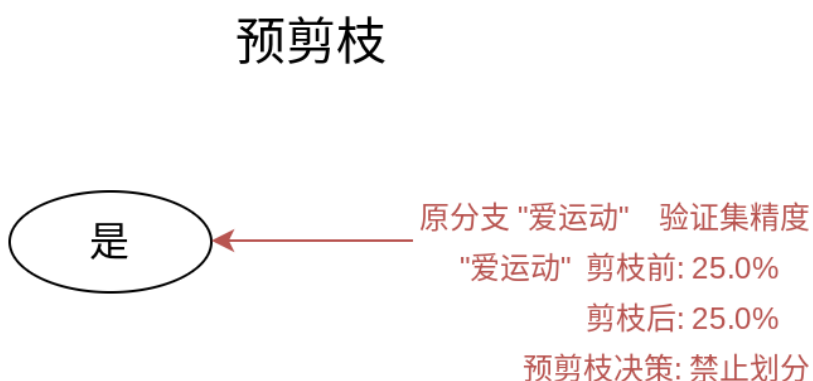 预剪枝
是
原分支 "爱运动" 验证集精度
"爱运动" 剪枝前: 25.0%
剪枝后: 25.0%
预剪枝决策: 禁止划分